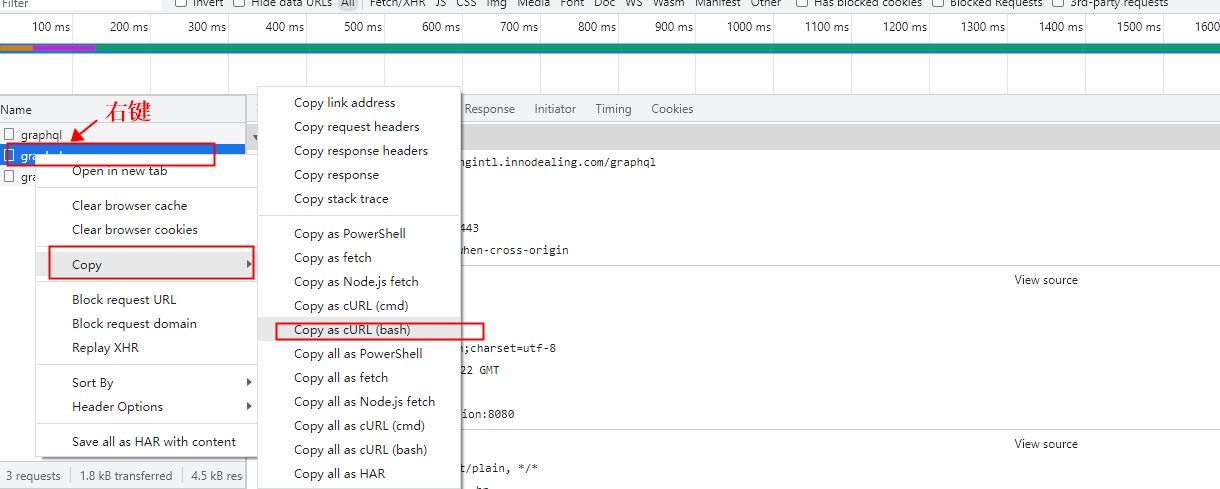 Filter
Invert
Hide data URLs
All
Fetch/XHR JS CSS Img Media Font Doc WS Wasm Manifest Other
Has blocked cookies
Blocked Requests
3rd-party requests
100 ms 200 ms 300 ms 400 ms 500 ms 600 ms 700 ms 800 ms 900 ms 1000 ms 1100 ms 1200 ms 1300 ms 1400 ms 1500 ms 1600
Name
右键
Response
Initiator
Timing
Cookies
graphql
gra
Open in new tab
Clear browser cache
Clear browser cookies
Copy
Block request URL
Block request domain
Replay XHR
Sort By
Header Options
Save all as HAR with content
Copy link address
Copy request headers
Copy response headers
Copy response
Copy stack trace
Copy as PowerShell
Copy as fetch
Copy as Node.js fetch
Copy as cURL (cmd)
Copy as cURL (bash)
Copy all as PowerShell
Copy all as fetch
Copy all as Node.js fetch
Copy all as cURL (cmd)
Copy all as cURL (bash)
Copy all as HAR
ngintl.innodealing.com/graphql
443
when-cross-origin
View source
;charset=utf-8
22 GMT
ion:8080
View source
t/plain, */*
3 requests
1.8 kB transferred
4.5 kB res